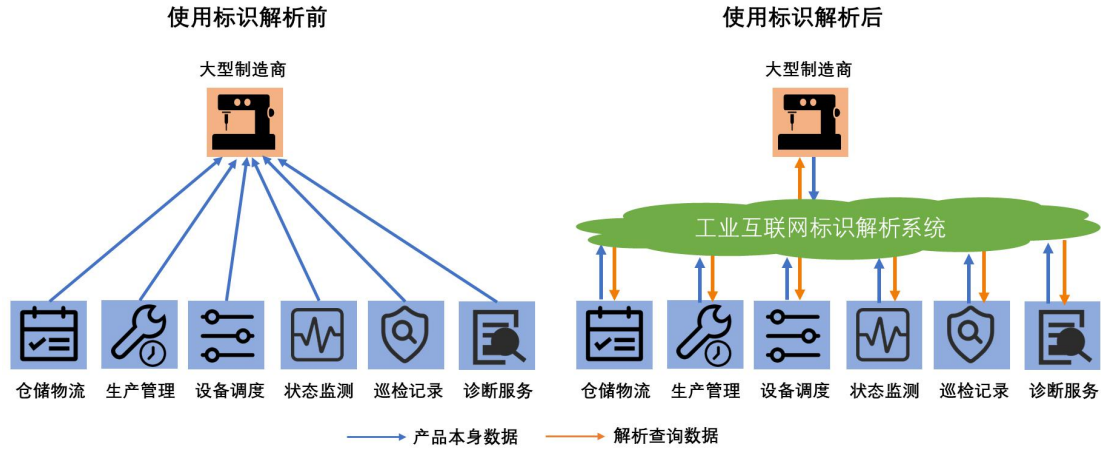 使用标识解析前
使用标识解析后
大型制造商
大型制造商
工业互联网标识解析系统
仓储物流 生产管理 设备调度 状态监测 巡检记录 诊断服务
仓储物流 生产管理 设备调度 状态监测 巡检记录 诊断服务
产品本身数据 解析查询数据